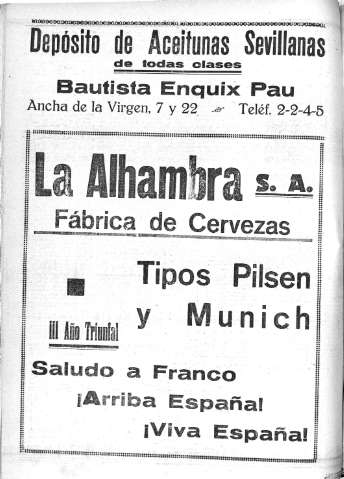 Depósito de Aceitunas Sevillanas
de todas clases
Bautista Enquix Pau
Ancha de la Virgen, 7 y 22 Teléf. 2-2-4-5
La Alhambra S. A.
Fábrica de Cervezas
Tipos Pilsen
y Munich
III Año Triunfal
Saludo a Franco
¡Arriba España!
¡Viva España!